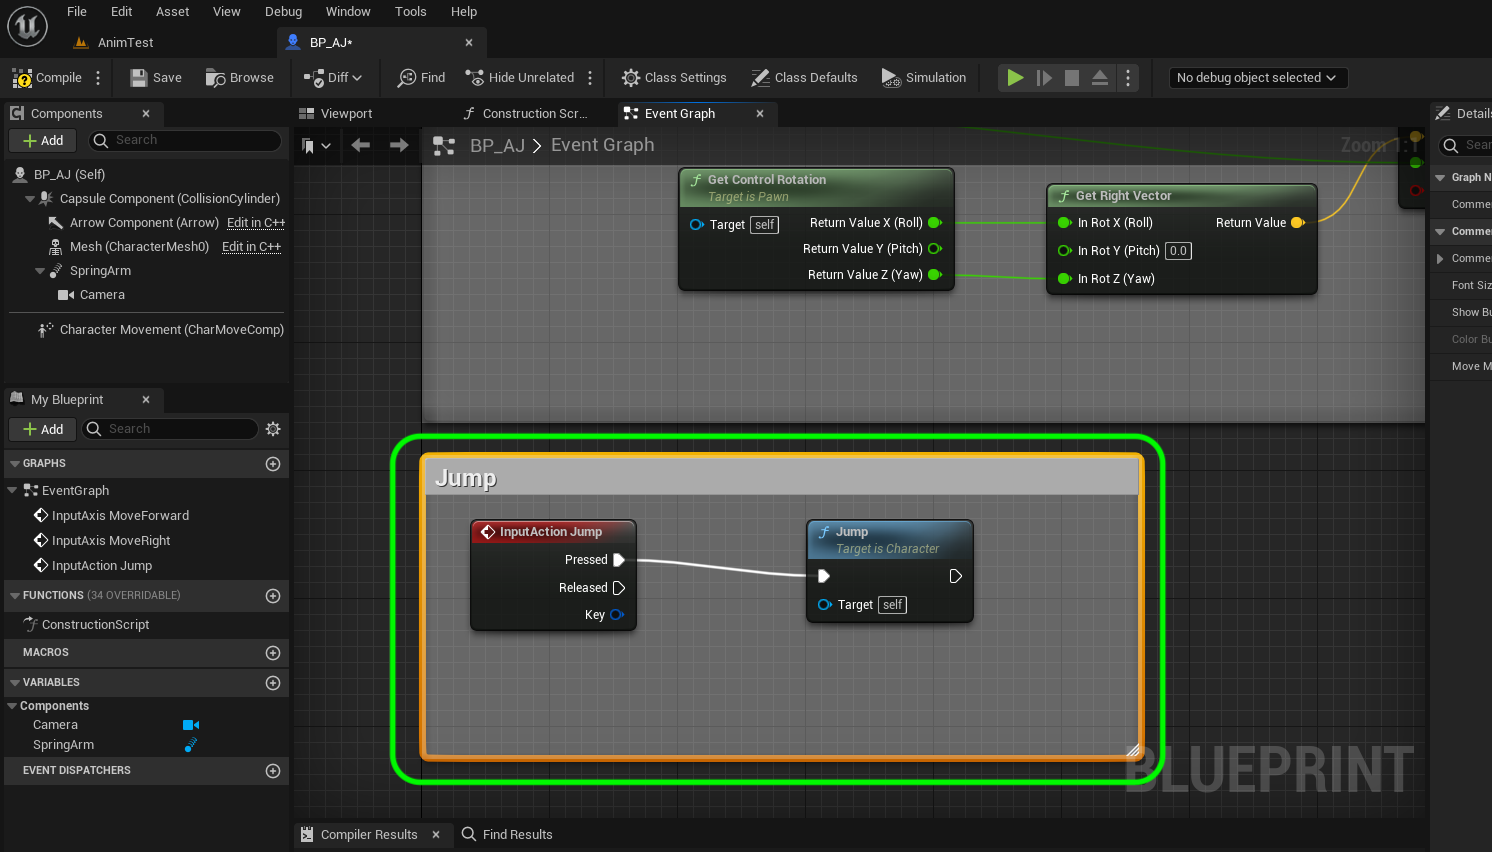 File Edit Asset View Debug Window Tools Help
AnimTest
BP_AJ*
Compile Save Browse Diff Find Hide Unrelated Class Settings Class Defaults Simulation No debug object selected
Components
Viewport
Construction Scr...
Event Graph
Details
Add
Search
BP_AJ > Event Graph
Zoom 1:1
Sear
BP_AJ (Self)
Capsule Component (CollisionCylinder)
Arrow Component (Arrow) Edit in C++
Mesh (CharacterMesh0) Edit in C++
SpringArm
Camera
Character Movement (CharMoveComp)
Get Control Rotation
Target is Pawn
Target self
Return Value X (Roll)
Return Value Y (Pitch)
Return Value Z (Yaw)
Get Right Vector
In Rot X (Roll) Return Value
In Rot Y (Pitch) 0.0
In Rot Z (Yaw)
Graph N
Comme
Comme
Comme
Font Siz
Show Bu
Color Bu
Move M
My Blueprint
Add
Search
GRAPHS
EventGraph
InputAxis MoveForward
InputAxis MoveRight
InputAction Jump
FUNCTIONS (34 OVERRIDABLE)
ConstructionScript
MACROS
VARIABLES
Components
Camera
SpringArm
EVENT DISPATCHERS
Jump
InputAction Jump
Pressed
Released
Key
Jump
Target is Character
Target self
BLUEPRINT
Compiler Results
Find Results